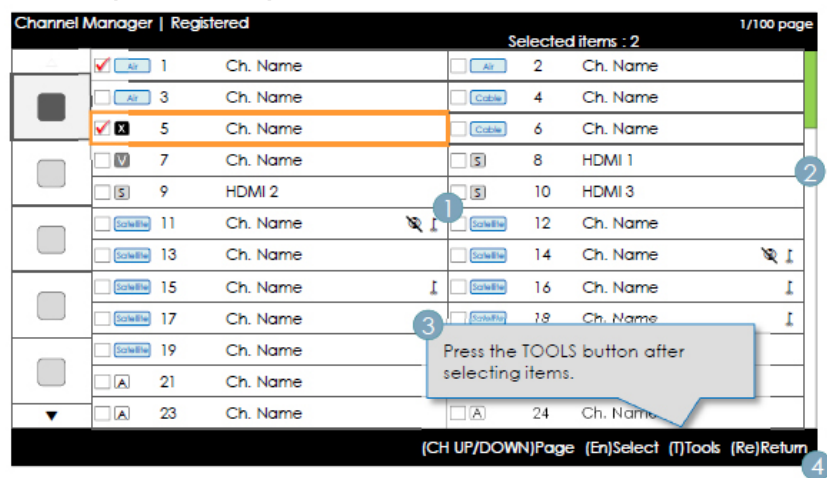 Channel Manager | Registered
1/100 page
Selected items : 2
Air 1 Ch. Name
Air 2 Ch. Name
Air 3 Ch. Name
Cable 4 Ch. Name
X 5 Ch. Name
Cable 6 Ch. Name
V 7 Ch. Name
S 8 HDMI 1
2
S 9 HDMI 2
S 10 HDMI 3
1
Satellite 11 Ch. Name
Satellite 12 Ch. Name
Satellite 13 Ch. Name
Satellite 14 Ch. Name
Satellite 15 Ch. Name
Satellite 16 Ch. Name
Satellite 17 Ch. Name
Satellite 18 Ch. Name
3
Satellite 19 Ch. Name
Press the TOOLS button after
selecting items.
A 21 Ch. Name
A 23 Ch. Name
A 24 Ch. Name
(CH UP/DOWN)Page (En)Select (T)Tools (Re)Return
4